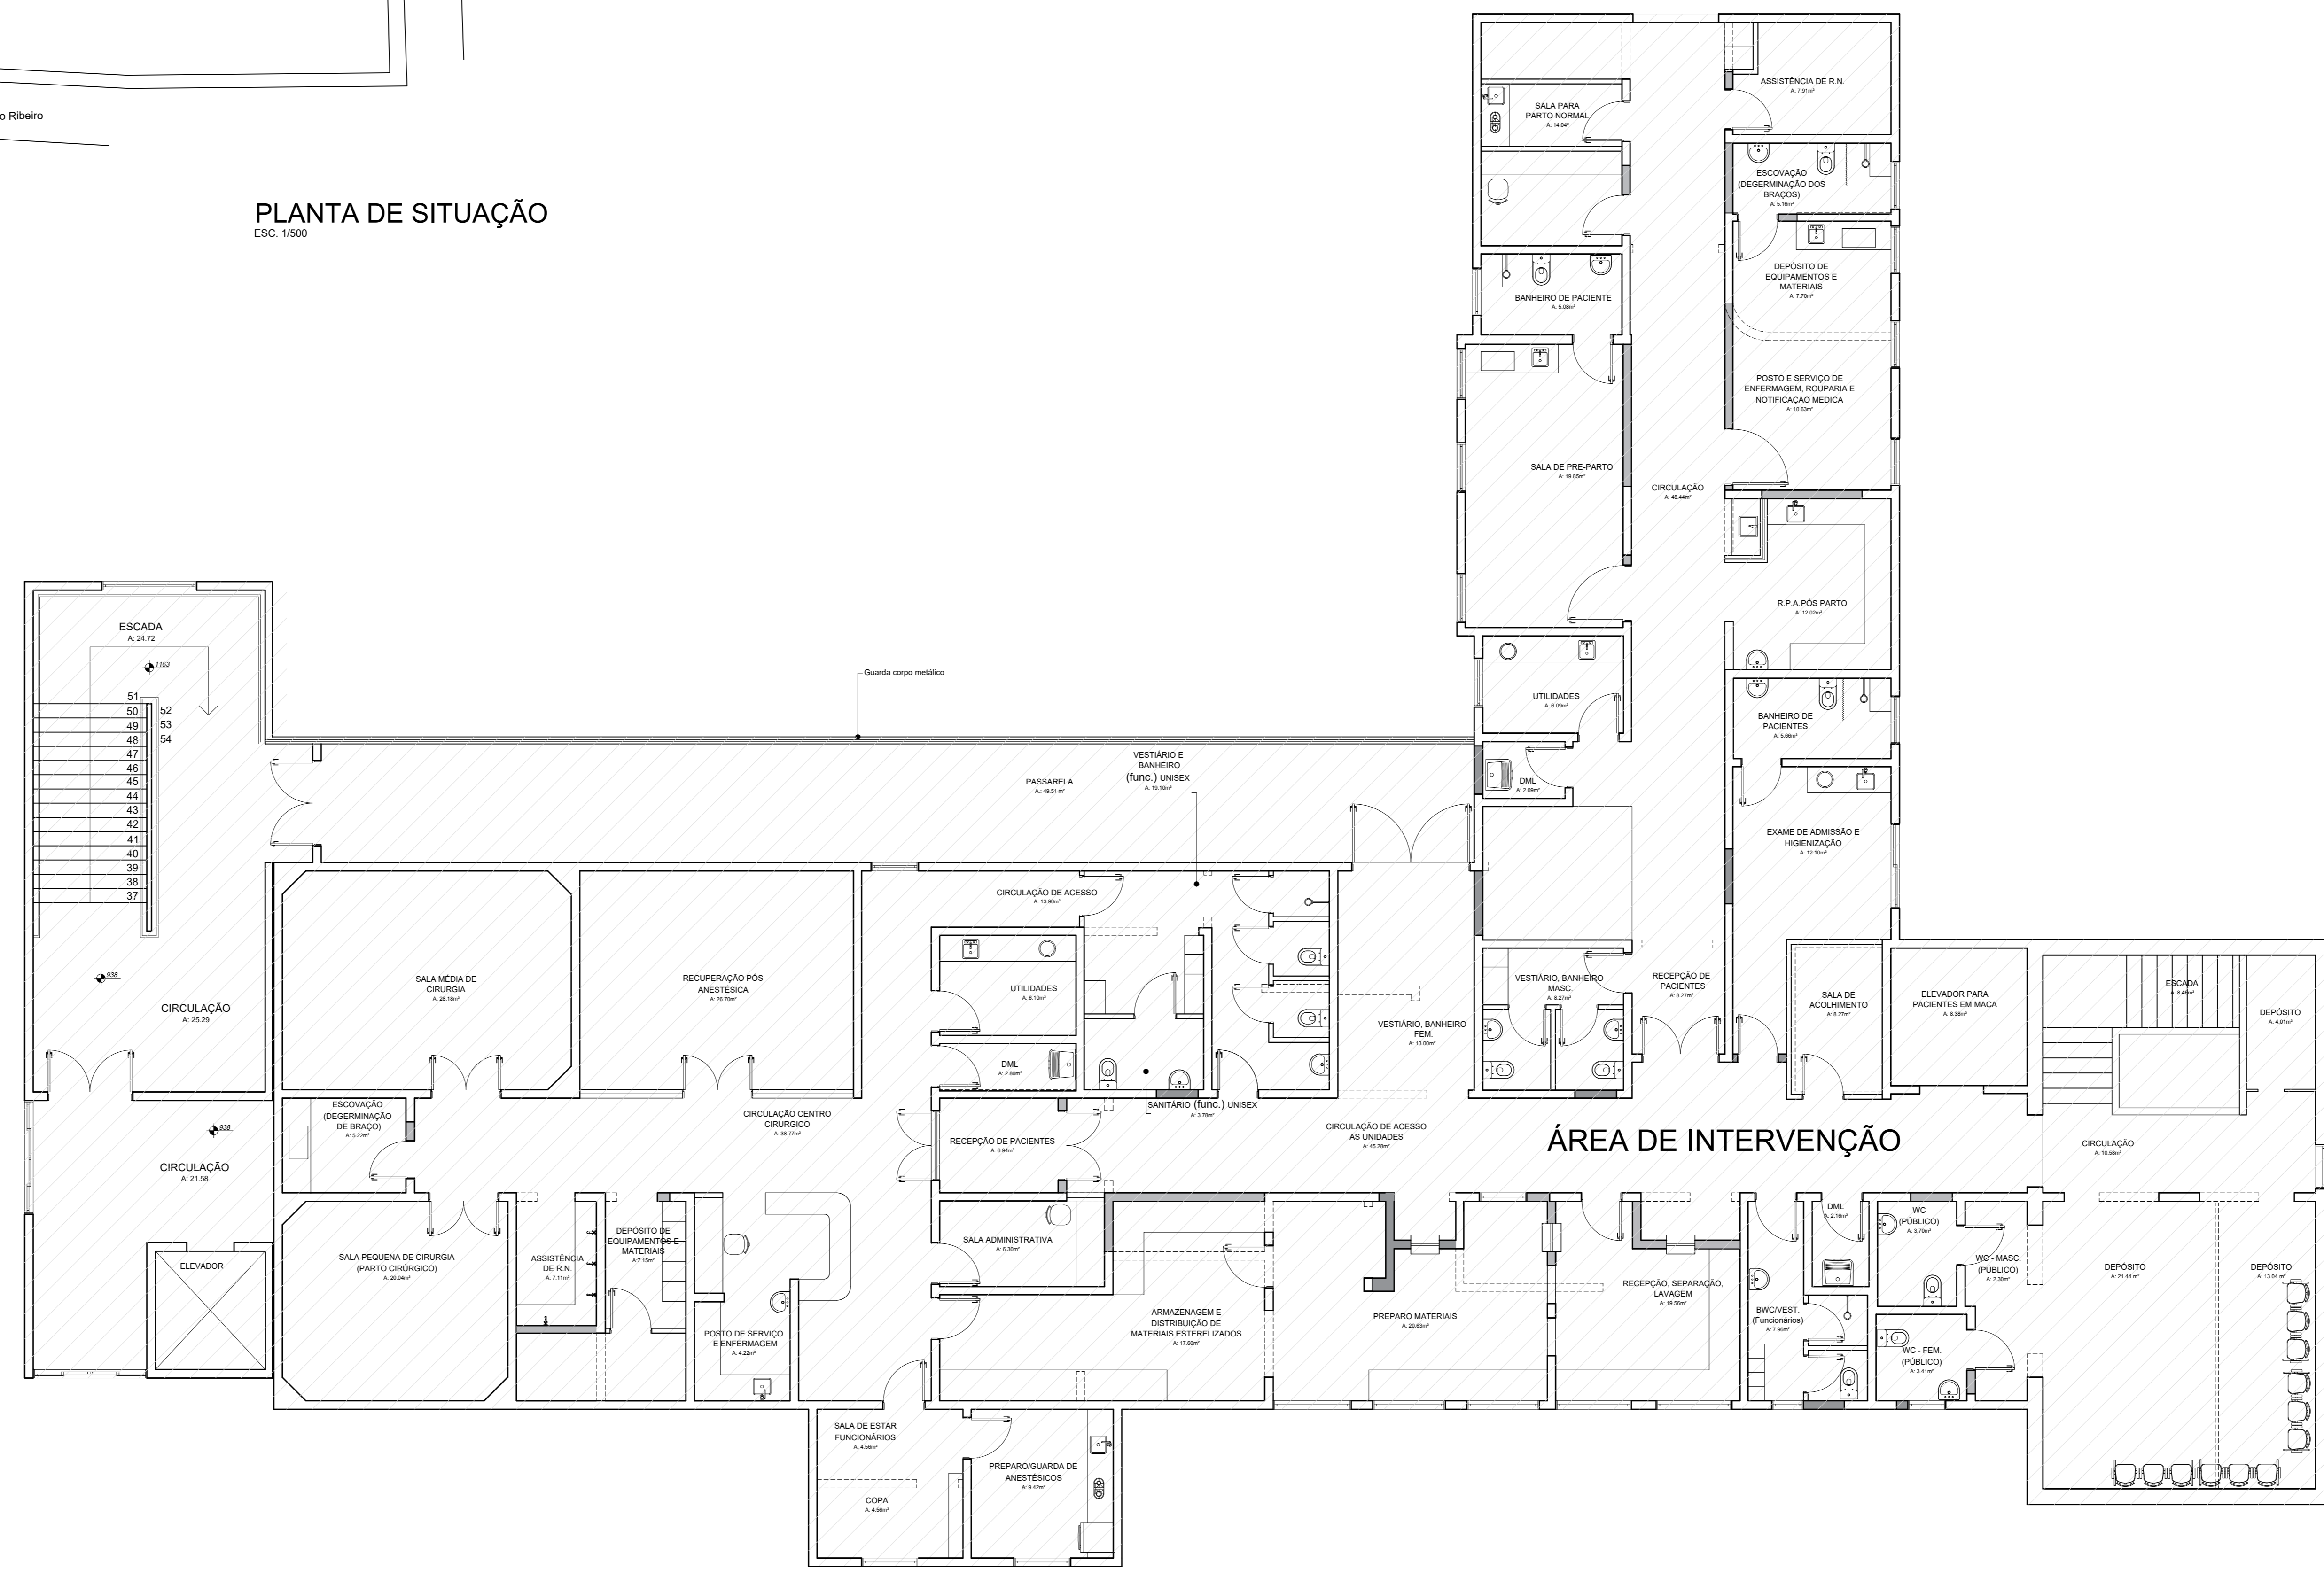 o Ribeiro
PLANTA DE SITUAÇÃO
ESC. 1/500
SALA PARA
PARTO NORMAL
A: 14.04²
ASSISTÊNCIA DE R.N.
A: 7.91m²
ESCOVAÇÃO
(DEGERMINAÇÃO DOS
BRAÇOS)
A: 5.16m²
DEPÓSITO DE
EQUIPAMENTOS E
MATERIAIS
A: 7.70m²
BANHEIRO DE PACIENTE
A: 5.08m²
POSTO E SERVIÇO DE
ENFERMAGEM, ROUPARIA E
NOTIFICAÇÃO MEDICA
A: 10.63m²
SALA DE PRE-PARTO
A: 19.85m²
CIRCULAÇÃO
A: 48.44m²
R.P.A.PÓS PARTO
A: 12.02m²
UTILIDADES
A: 6.09m²
BANHEIRO DE
PACIENTES
A: 5.66m²
DML
A: 2.09m²
EXAME DE ADMISSÃO E
HIGIENIZAÇÃO
A: 12.10m²
ESCADA
A: 24.72
1153
51
50
49
48
47
46
45
44
43
42
41
40
39
38
37
52
53
54
938
CIRCULAÇÃO
A: 25.29
Guarda corpo metálico
PASSARELA
A.: 49.51 m²
VESTIÁRIO E
BANHEIRO
(func.) UNISEX
A: 19.10m²
CIRCULAÇÃO DE ACESSO
A: 13.90m²
SALA MÉDIA DE
CIRURGIA
A: 28.18m²
RECUPERAÇÃO PÓS
ANESTÉSICA
A: 26.70m²
UTILIDADES
A: 6.10m²
DML
A: 2.80m²
VESTIÁRIO, BANHEIRO
FEM.
A: 13.00m²
VESTIÁRIO, BANHEIRO
MASC.
A: 8.27m²
RECEPÇÃO DE
PACIENTES
A: 8.27m²
SALA DE
ACOLHIMENTO
A: 8.27m²
ELEVADOR PARA
PACIENTES EM MACA
A: 8.38m²
ESCADA
A: 8.46m²
DEPÓSITO
A: 4.01m²
938
CIRCULAÇÃO
A: 21.58
ESCOVAÇÃO
(DEGERMINAÇÃO
DE BRAÇO)
A: 5.22m²
CIRCULAÇÃO CENTRO
CIRURGICO
A: 38.77m²
RECEPÇÃO DE PACIENTES
A: 6.94m²
SANITÁRIO (func.) UNISEX
A: 3.78m²
CIRCULAÇÃO DE ACESSO
AS UNIDADES
A: 45.28m²
ÁREA DE INTERVENÇÃO
CIRCULAÇÃO
A: 10.58m²
ELEVADOR
SALA PEQUENA DE CIRURGIA
(PARTO CIRÚRGICO)
A: 20.04m²
ASSISTÊNCIA
DE R.N.
A: 7.11m²
DEPÓSITO DE
EQUIPAMENTOS E
MATERIAIS
A:7.15m²
POSTO DE SERVIÇO
E ENFERMAGEM
A: 4.22m²
SALA ADMINISTRATIVA
A: 6.30m²
ARMAZENAGEM E
DISTRIBUIÇÃO DE
MATERIAIS ESTERELIZADOS
A: 17.60m²
PREPARO MATERIAIS
A: 20.63m²
RECEPÇÃO, SEPARAÇÃO,
LAVAGEM
A: 19.56m²
BWC/VEST.
(Funcionários)
A: 7.96m²
DML
A: 2.16m²
WC
(PÚBLICO)
A: 3.70m²
WC - MASC.
(PÚBLICO)
A: 2.30m²
WC - FEM.
(PÚBLICO)
A: 3.41m²
DEPÓSITO
A: 21.44 m²
DEPÓSITO
A: 13.04 m²
SALA DE ESTAR
FUNCIONÁRIOS
A: 4.56m²
COPA
A: 4.56m²
PREPARO/GUARDA DE
ANESTÉSICOS
A: 9.42m²